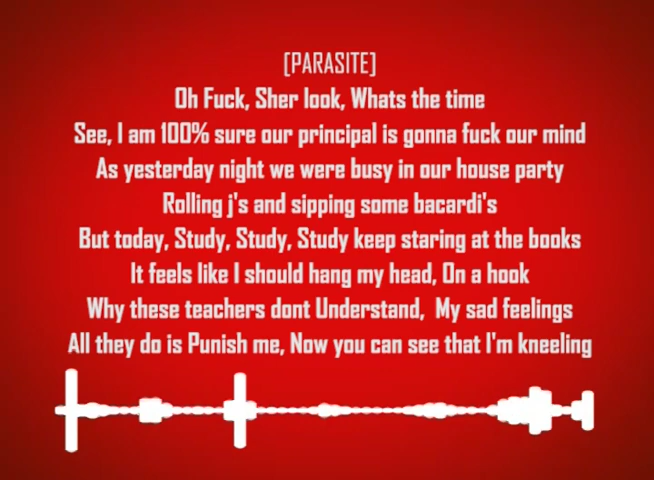 [PARASITE]
Oh Fuck, Sher look, Whats the time
See, I am 100% sure our principal is gonna fuck our mind
As yesterday night we were busy in our house party
Rolling j's and sipping some bacardi's
But today, Study, Study, Study keep staring at the books
It feels like I should hang my head, On a hook
Why these teachers dont Understand, My sad feelings
All they do is Punish me, Now you can see that I'm kneeling